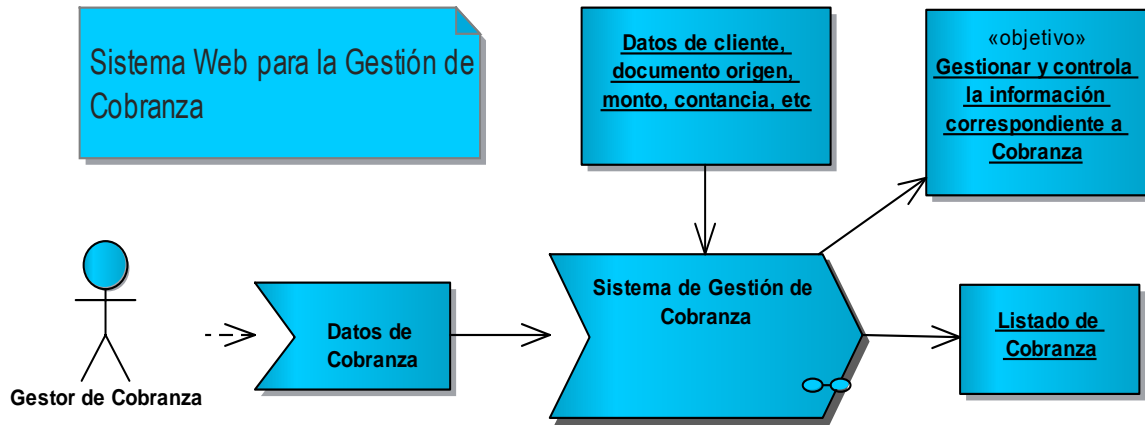 Sistema Web para la Gestión de
Cobranza
Datos de cliente,
documento origen,
monto, contancia, etc
«objetivo»
Gestionar y controla
la información
correspondiente a
Cobranza
Gestor de Cobranza
Datos de
Cobranza
Sistema de Gestión de
Cobranza
Listado de
Cobranza